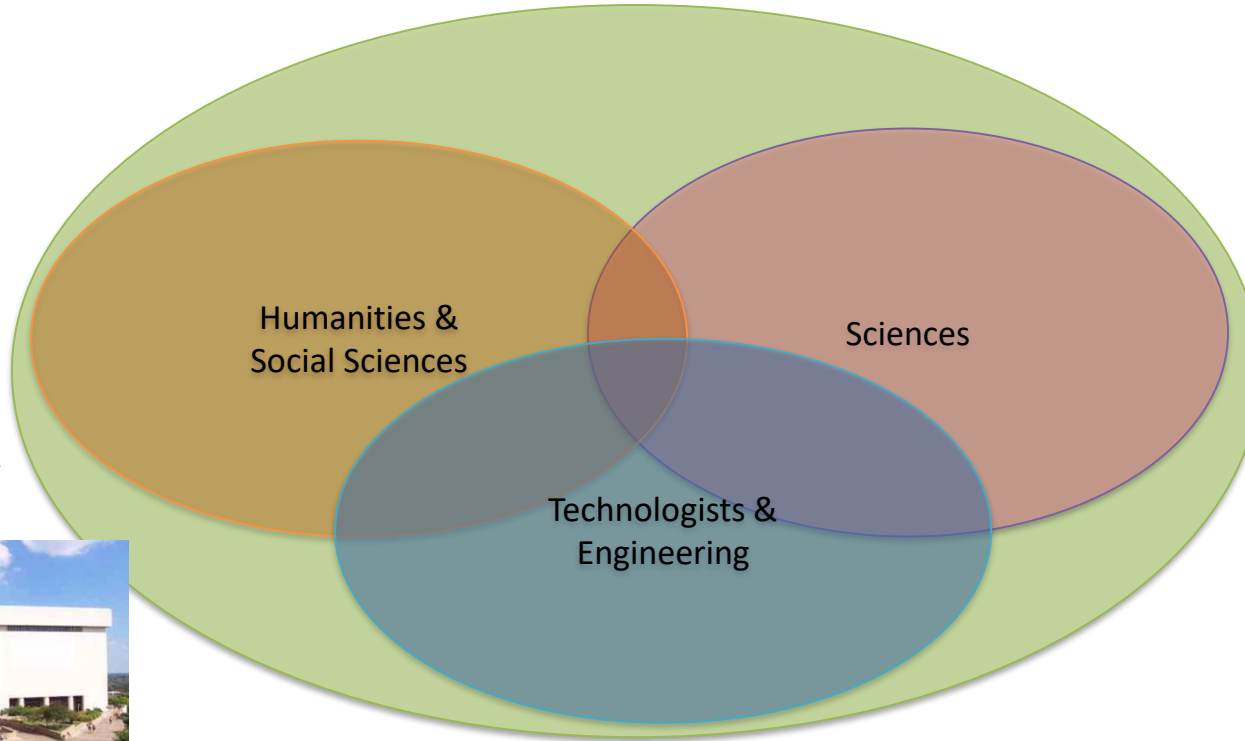 Humanities &
Social Sciences
Sciences
Technologists &
Engineering